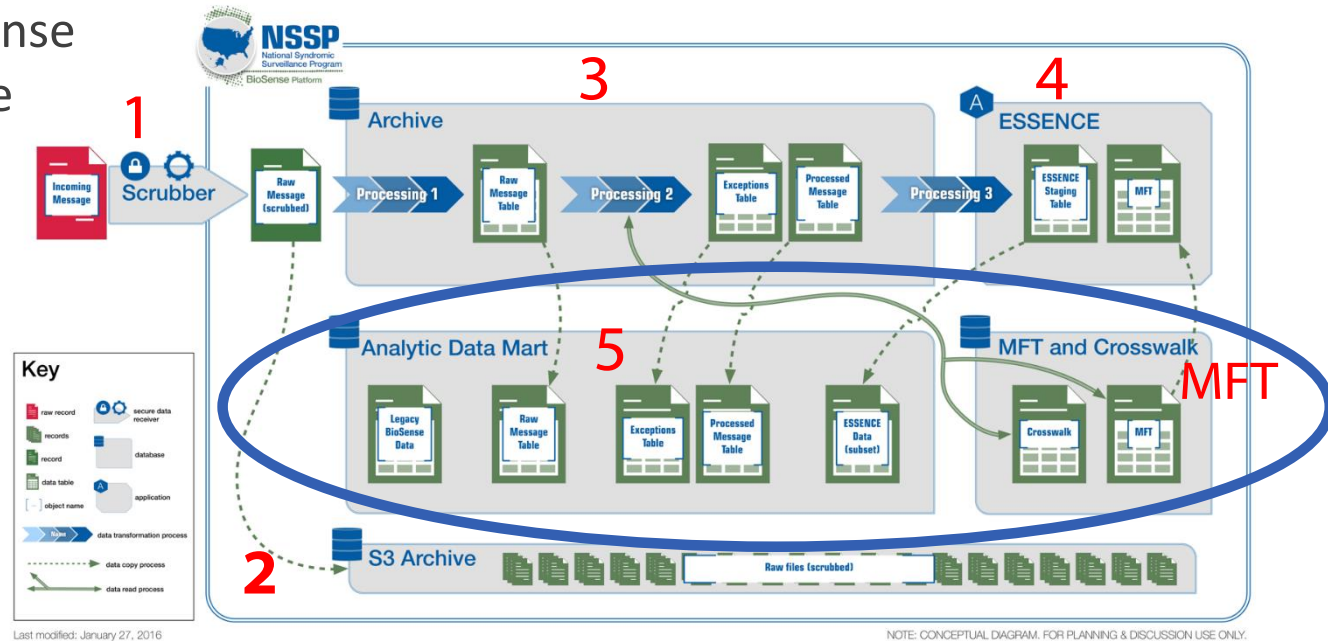 nse
e
NSSP
National Syndromic
Surveillance Program
BioSense Platform
1
3
4
Archive
A
ESSENCE
Incoming
Message
Scrubber
Raw
Message
(scrubbed)
Processing 1
Raw
Message
Table
Processing 2
Exceptions
Table
Processed
Message
Table
Processing 3
ESSENCE
Staging
Table
MFT
Analytic Data Mart
5
MFT and Crosswalk
MFT
Legacy
BioSense
Data
Raw
Message
Table
Exceptions
Table
Processed
Message
Table
ESSENCE
Data
(subset)
Crosswalk
MFT
2
S3 Archive
Raw files (scrubbed)
Key
raw record
records
record
data table
[ - ] object name
secure data
receiver
database
A
application
Name
data transformation process
data copy process
data read process
Last modified: January 27, 2016
NOTE: CONCEPTUAL DIAGRAM. FOR PLANNING & DISCUSSION USE ONLY.